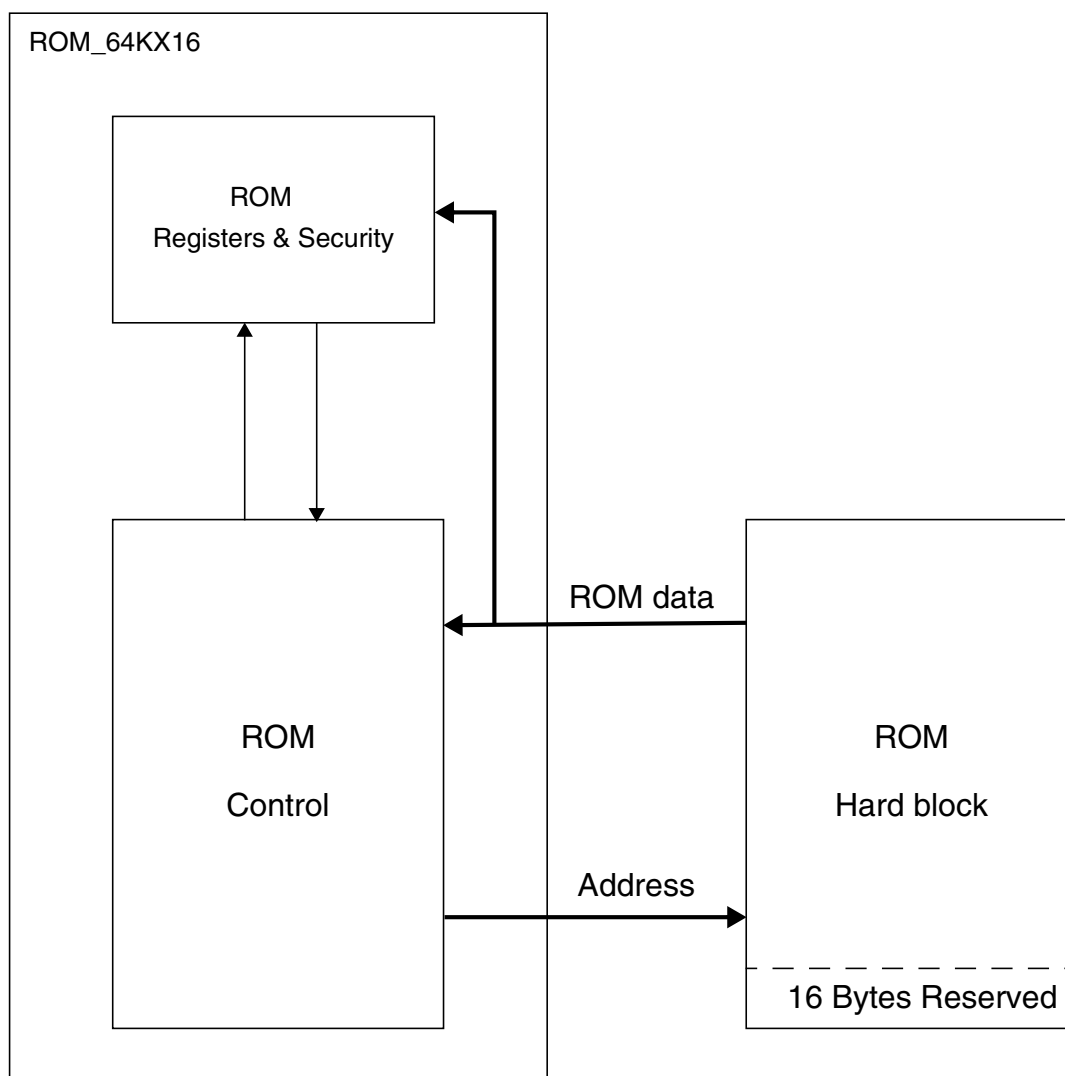 ROM_64KX16
ROM
Registers & Security
ROM data
ROM
Control
ROM
Hard block
Address
16 Bytes Reserved